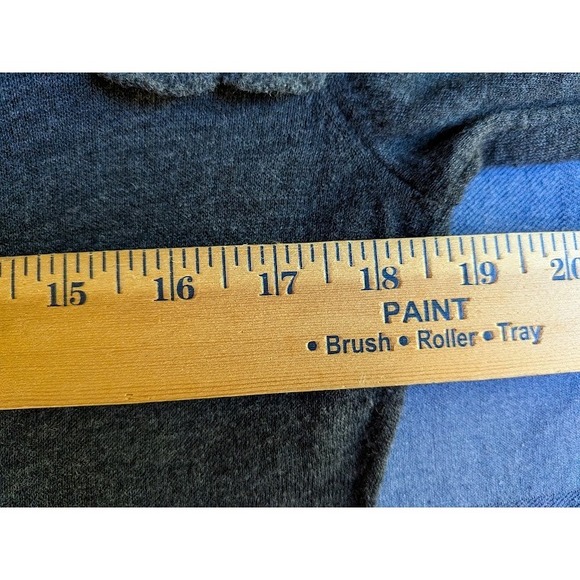 15 16 17 18 19 20
PAINT
• Brush • Roller • Tray